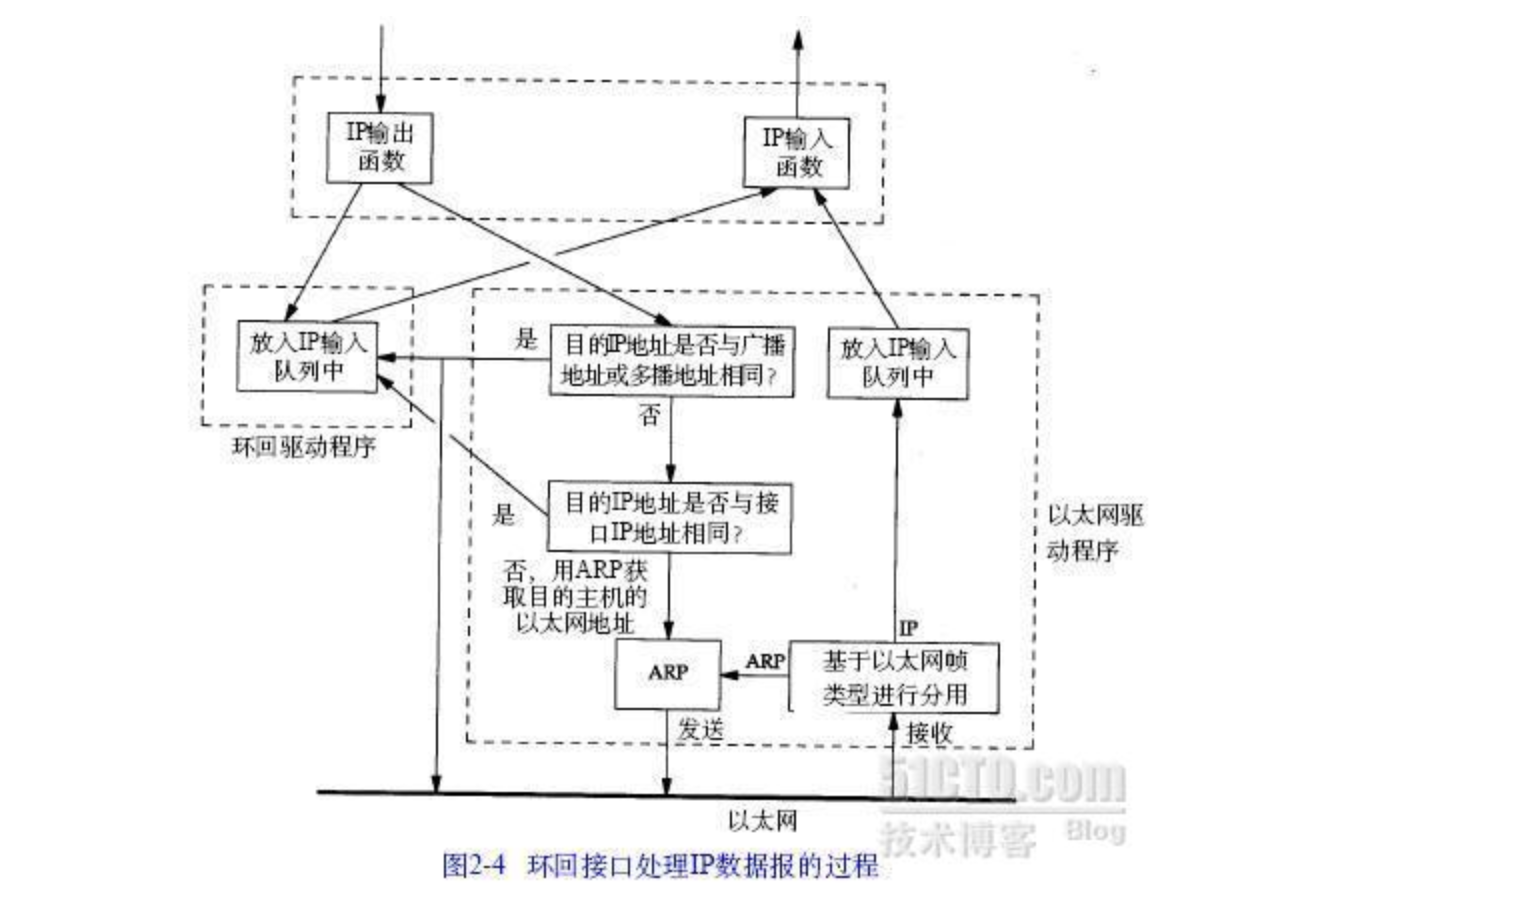 IP输出
函数
IP输入
函数
放入IP输入
队列中
环回驱动程序
是
目的IP地址是否与广播
地址或多播地址相同?
否
放入IP输入
队列中
是
目的IP地址是否与接
口IP地址相同?
否，用ARP获
取目的主机的
以太网地址
以太网驱
动程序
ARP
ARP
IP
基于以太网帧
类型进行分用
发送
接收
以太网
51CTO.com
技术博客 Blog
图2-4 环回接口处理IP数据报的过程